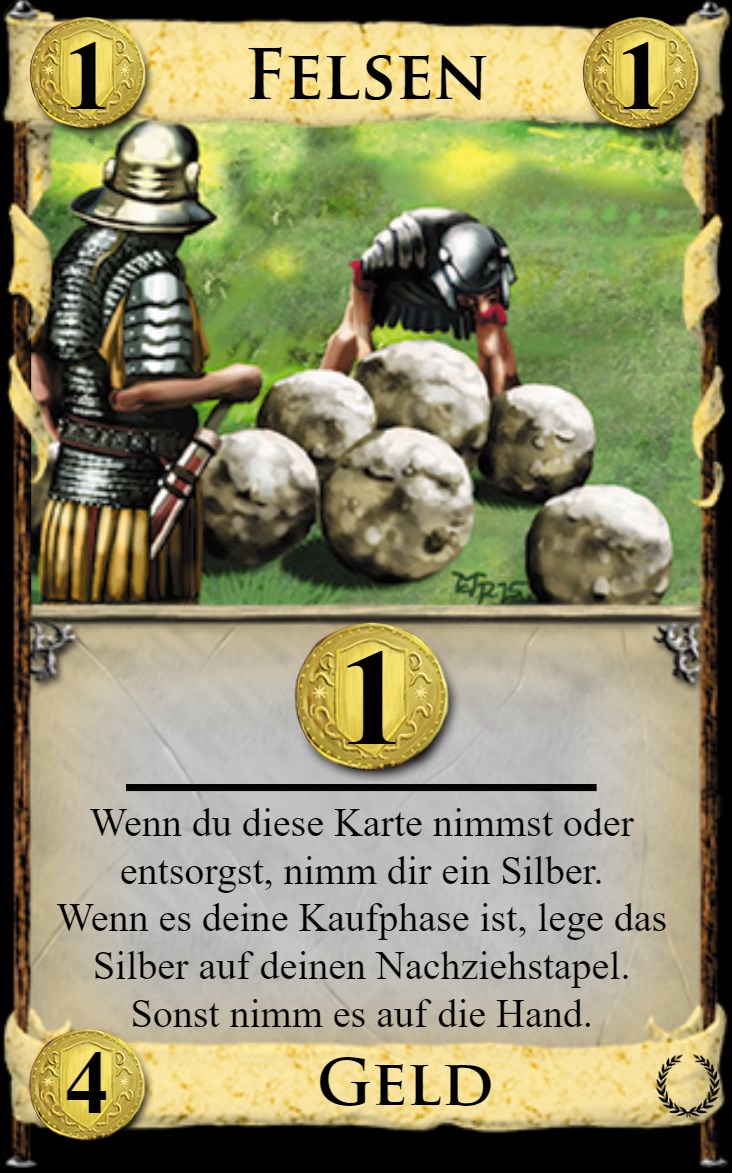 1 FELSEN 1
1
Wenn du diese Karte nimmst oder
entsorgst, nimm dir ein Silber.
Wenn es deine Kaufphase ist, lege das
Silber auf deinen Nachziehstapel.
Sonst nimm es auf die Hand.
4 GELD